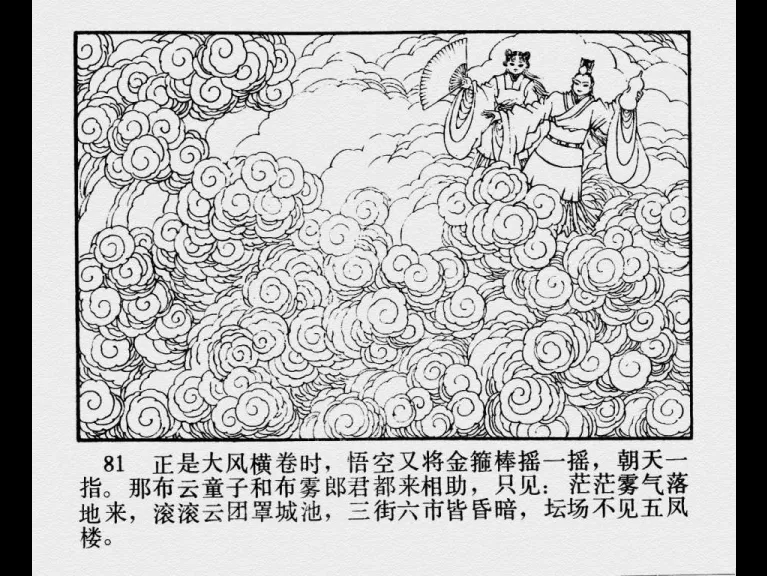 81 正是大风横卷时，悟空又将金箍棒摇一摇，朝天一
指。那布云童子和布雾郎君都来相助，只见：茫茫雾气落
地来，滚滚云团罩城池，三街六市皆昏暗，坛场不见五凤
楼。